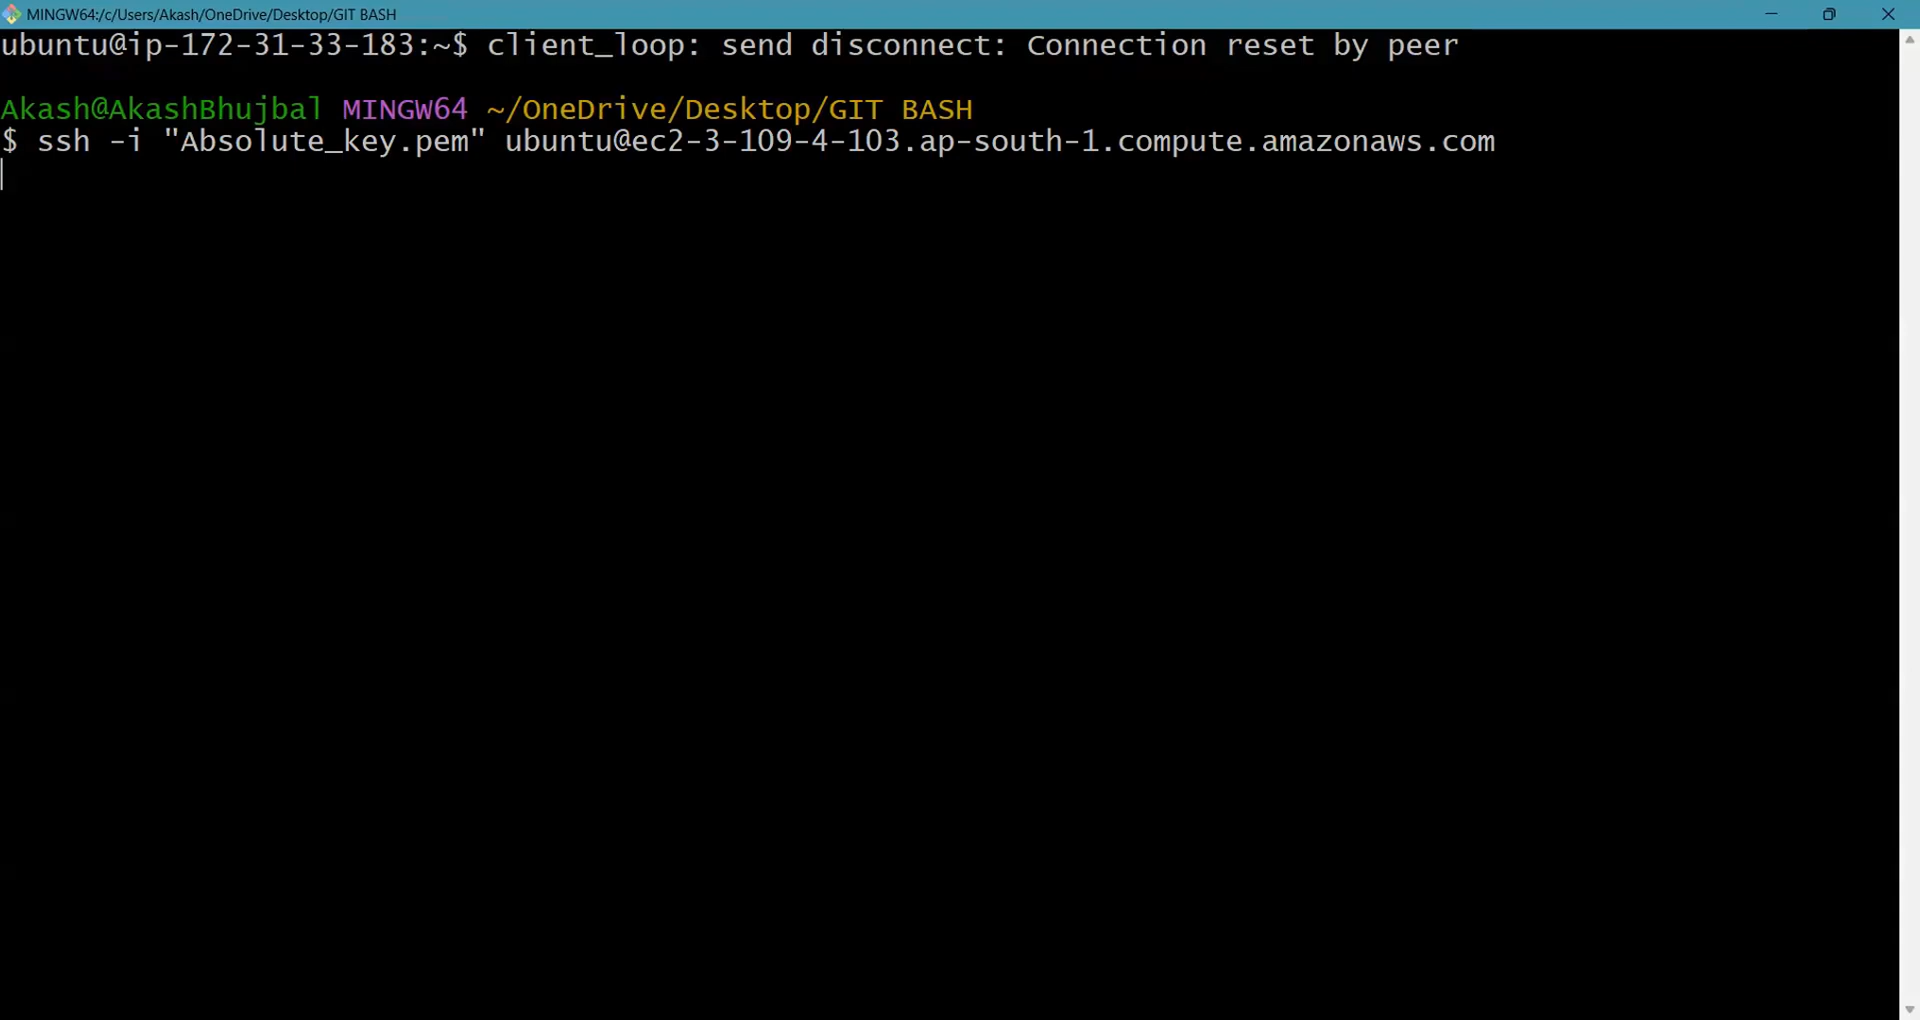 MINGW64:/c/Users/Akash/OneDrive/Desktop/GIT BASH
ubuntu@ip-172-31-33-183:~$ client_loop: send disconnect: Connection reset by peer
Akash@AkashBhujbal MINGW64 ~/OneDrive/Desktop/GIT BASH
$ ssh -i "Absolute_key.pem" ubuntu@ec2-3-109-4-103.ap-south-1.compute.amazonaws.com